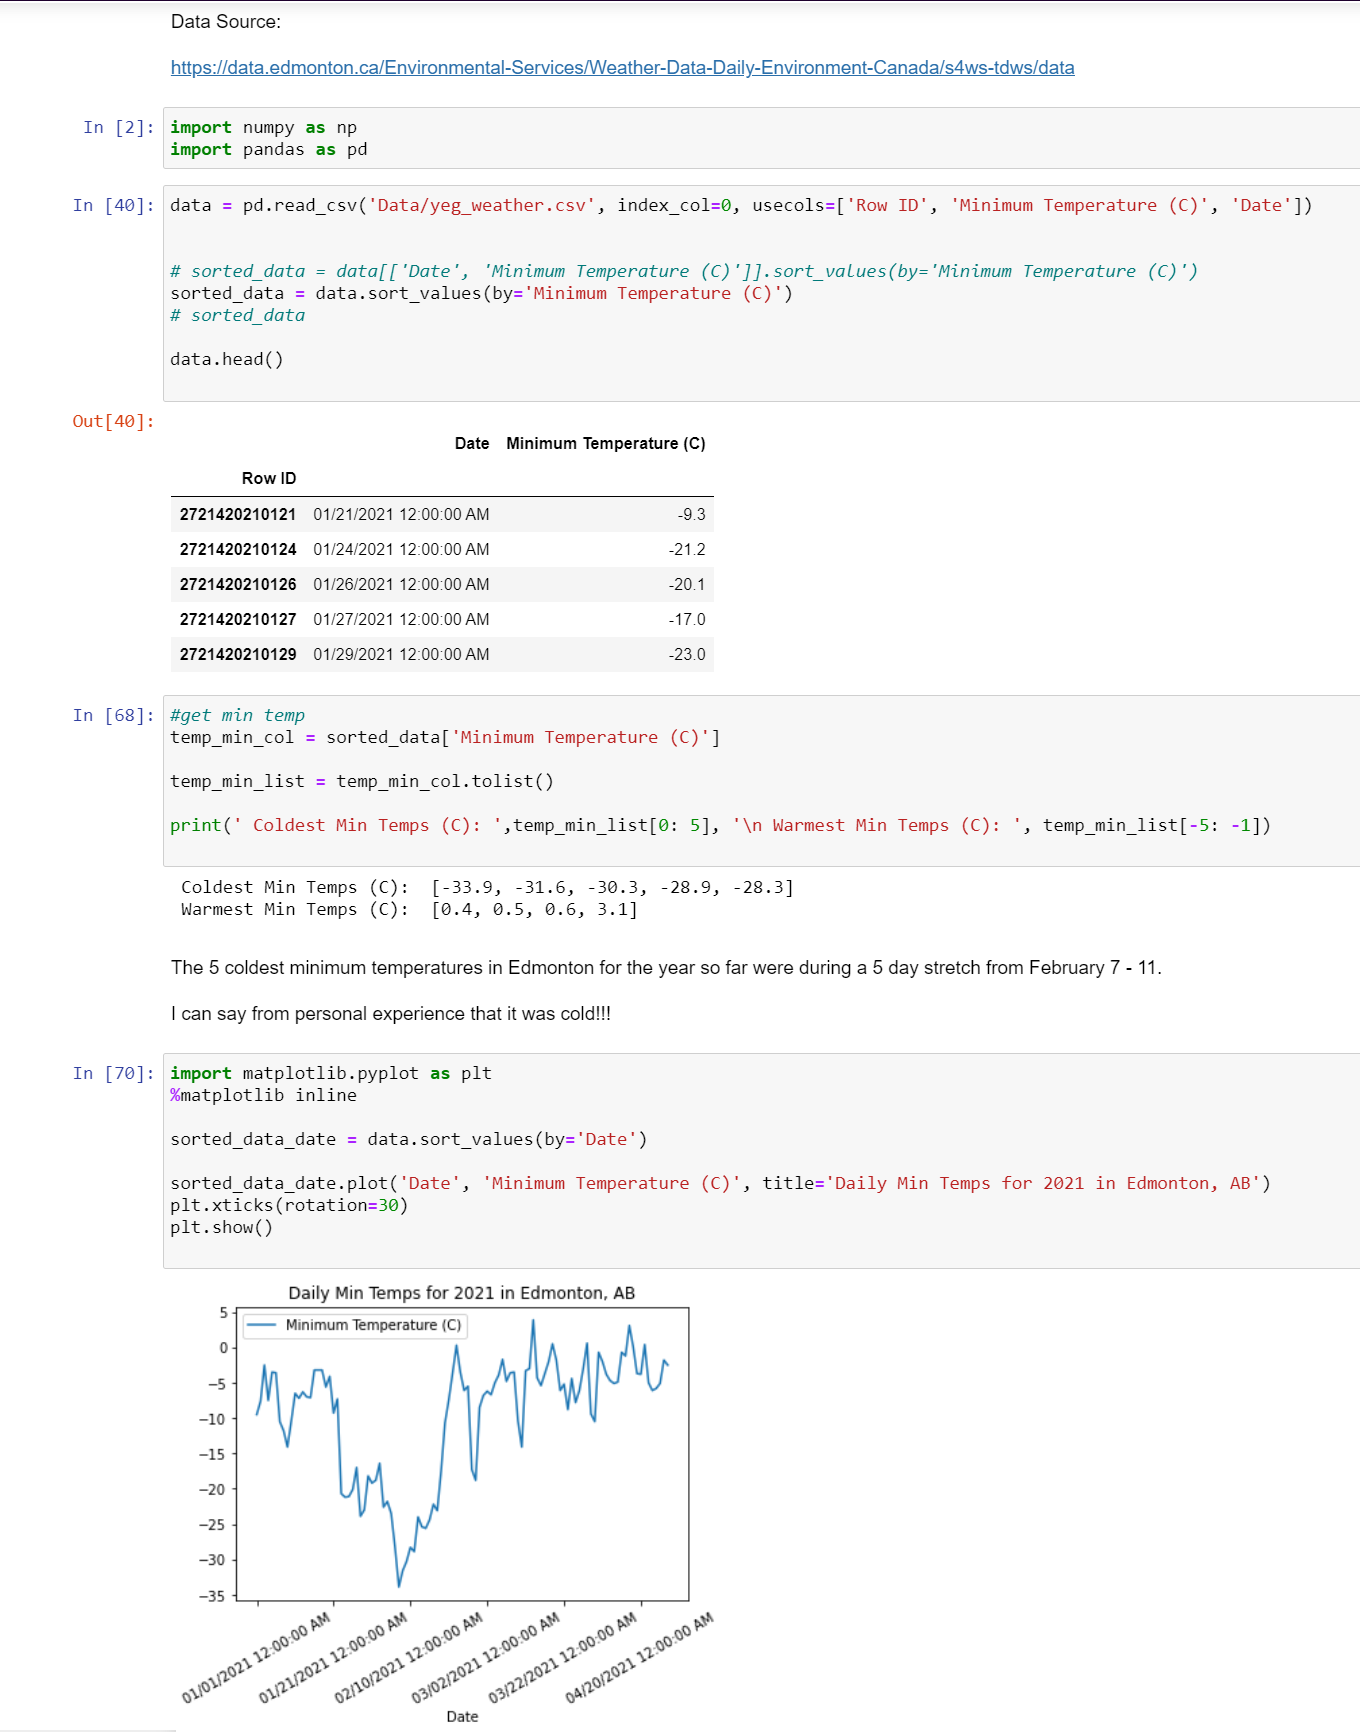 Data Source:
https://data.edmonton.ca/Environmental-Services/Weather-Data-Daily-Environment-Canada/s4ws-tdws/data
In [2]: import numpy as np
import pandas as pd
In [40]: data = pd.read_csv('Data/yeg_weather.csv', index_col=0, usecols=['Row ID', 'Minimum Temperature (C)', 'Date'])
# sorted_data = data[['Date', 'Minimum Temperature (C)']].sort_values(by='Minimum Temperature (C)')
sorted_data = data.sort_values(by='Minimum Temperature (C)')
# sorted_data
data.head()
Out[40]:
Date Minimum Temperature (C)
Row ID
2721420210121 01/21/2021 12:00:00 AM -9.3
2721420210124 01/24/2021 12:00:00 AM -21.2
2721420210126 01/26/2021 12:00:00 AM -20.1
2721420210127 01/27/2021 12:00:00 AM -17.0
2721420210129 01/29/2021 12:00:00 AM -23.0
In [68]: #get min temp
temp_min_col = sorted_data['Minimum Temperature (C)']
temp_min_list = temp_min_col.tolist()
print(' Coldest Min Temps (C): ',temp_min_list[0: 5], '\n Warmest Min Temps (C): ', temp_min_list[-5: -1])
Coldest Min Temps (C): [-33.9, -31.6, -30.3, -28.9, -28.3]
Warmest Min Temps (C): [0.4, 0.5, 0.6, 3.1]
The 5 coldest minimum temperatures in Edmonton for the year so far were during a 5 day stretch from February 7 - 11.
I can say from personal experience that it was cold!!!
In [70]: import matplotlib.pyplot as plt
%matplotlib inline
sorted_data_date = data.sort_values(by='Date')
sorted_data_date.plot('Date', 'Minimum Temperature (C)', title='Daily Min Temps for 2021 in Edmonton, AB')
plt.xticks(rotation=30)
plt.show()
Daily Min Temps for 2021 in Edmonton, AB
Minimum Temperature (C)
5
0
−5
−10
−15
−20
−25
−30
−35
01/01/2021 12:00:00 AM
01/21/2021 12:00:00 AM
02/10/2021 12:00:00 AM
03/02/2021 12:00:00 AM
03/22/2021 12:00:00 AM
04/20/2021 12:00:00 AM
Date